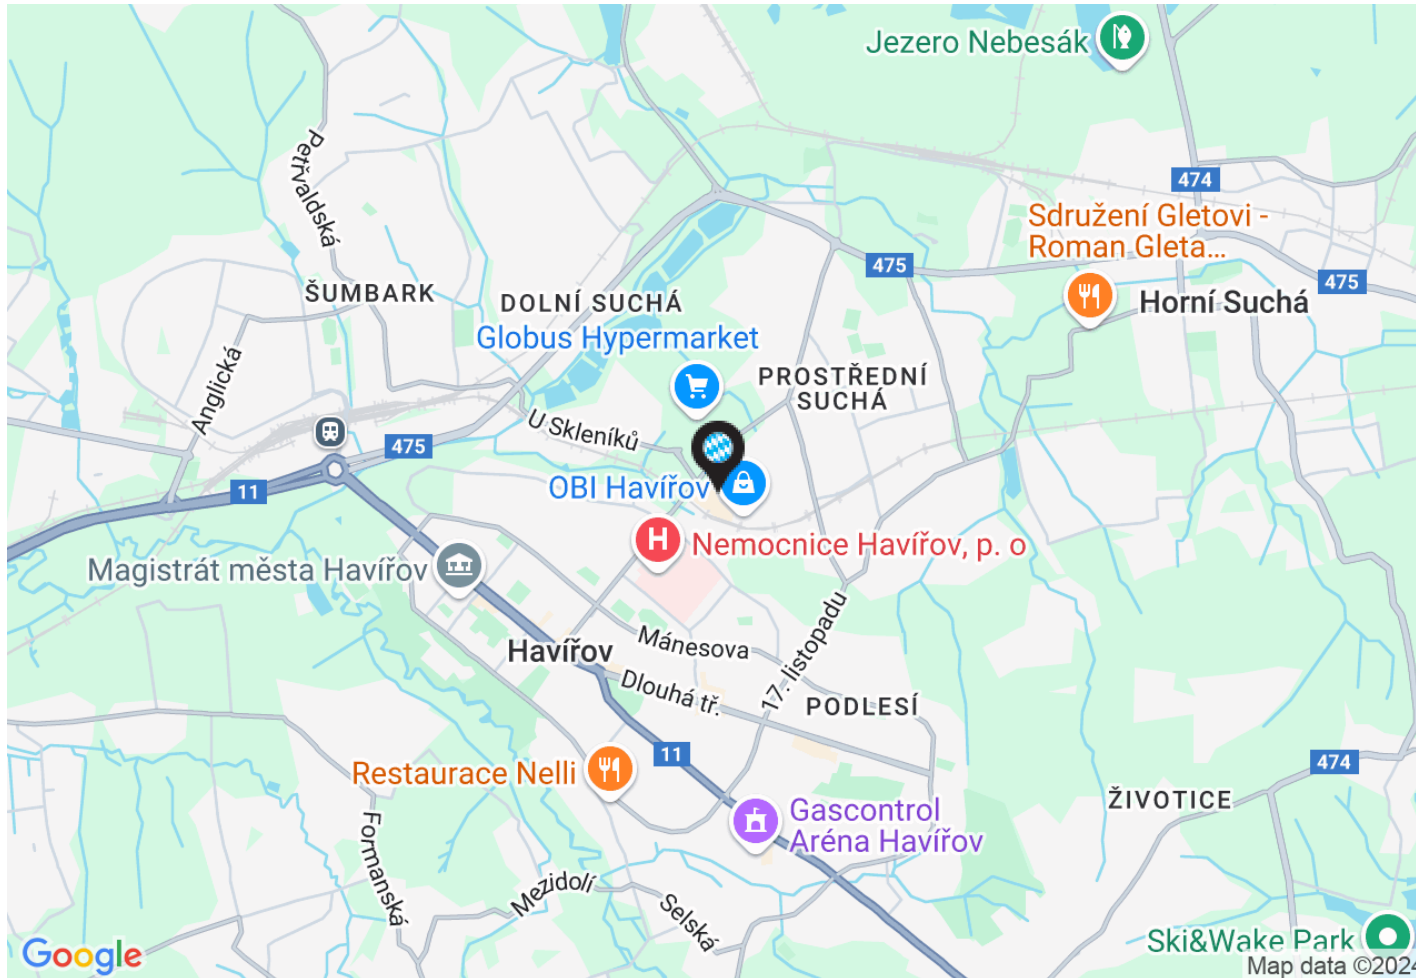 Jezero Nebesák
Petřvaldská
474
Sdružení Gletovi -
Roman Gleta...
475
475
ŠUMBARK
DOLNÍ SUCHÁ
Horní Suchá
Globus Hypermarket
Anglická
PROSTŘEDNÍ
SUCHÁ
U Skleníků
475
11
OBI Havířov
H
Nemocnice Havířov, p. o
Magistrát města Havířov
Mánesova
Havířov
17. listopadu
Dlouhá tř.
PODLESÍ
11
474
Restaurace Nelli
ŽIVOTICE
Gascontrol
Aréna Havířov
Formanská
Mezidolí
Selská
Ski&Wake Park
Google
Map data ©2024